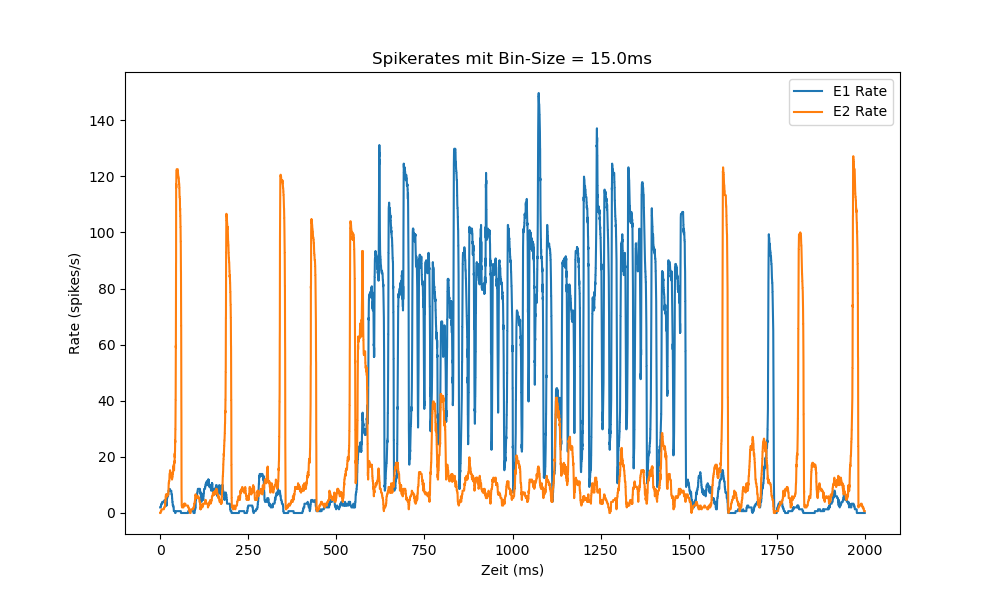 Spikerates mit Bin-Size = 15.0ms
E1 Rate
E2 Rate
Rate (spikes/s)
140
120
100
80
60
40
20
0
0 250 500 750 1000 1250 1500 1750 2000
Zeit (ms)